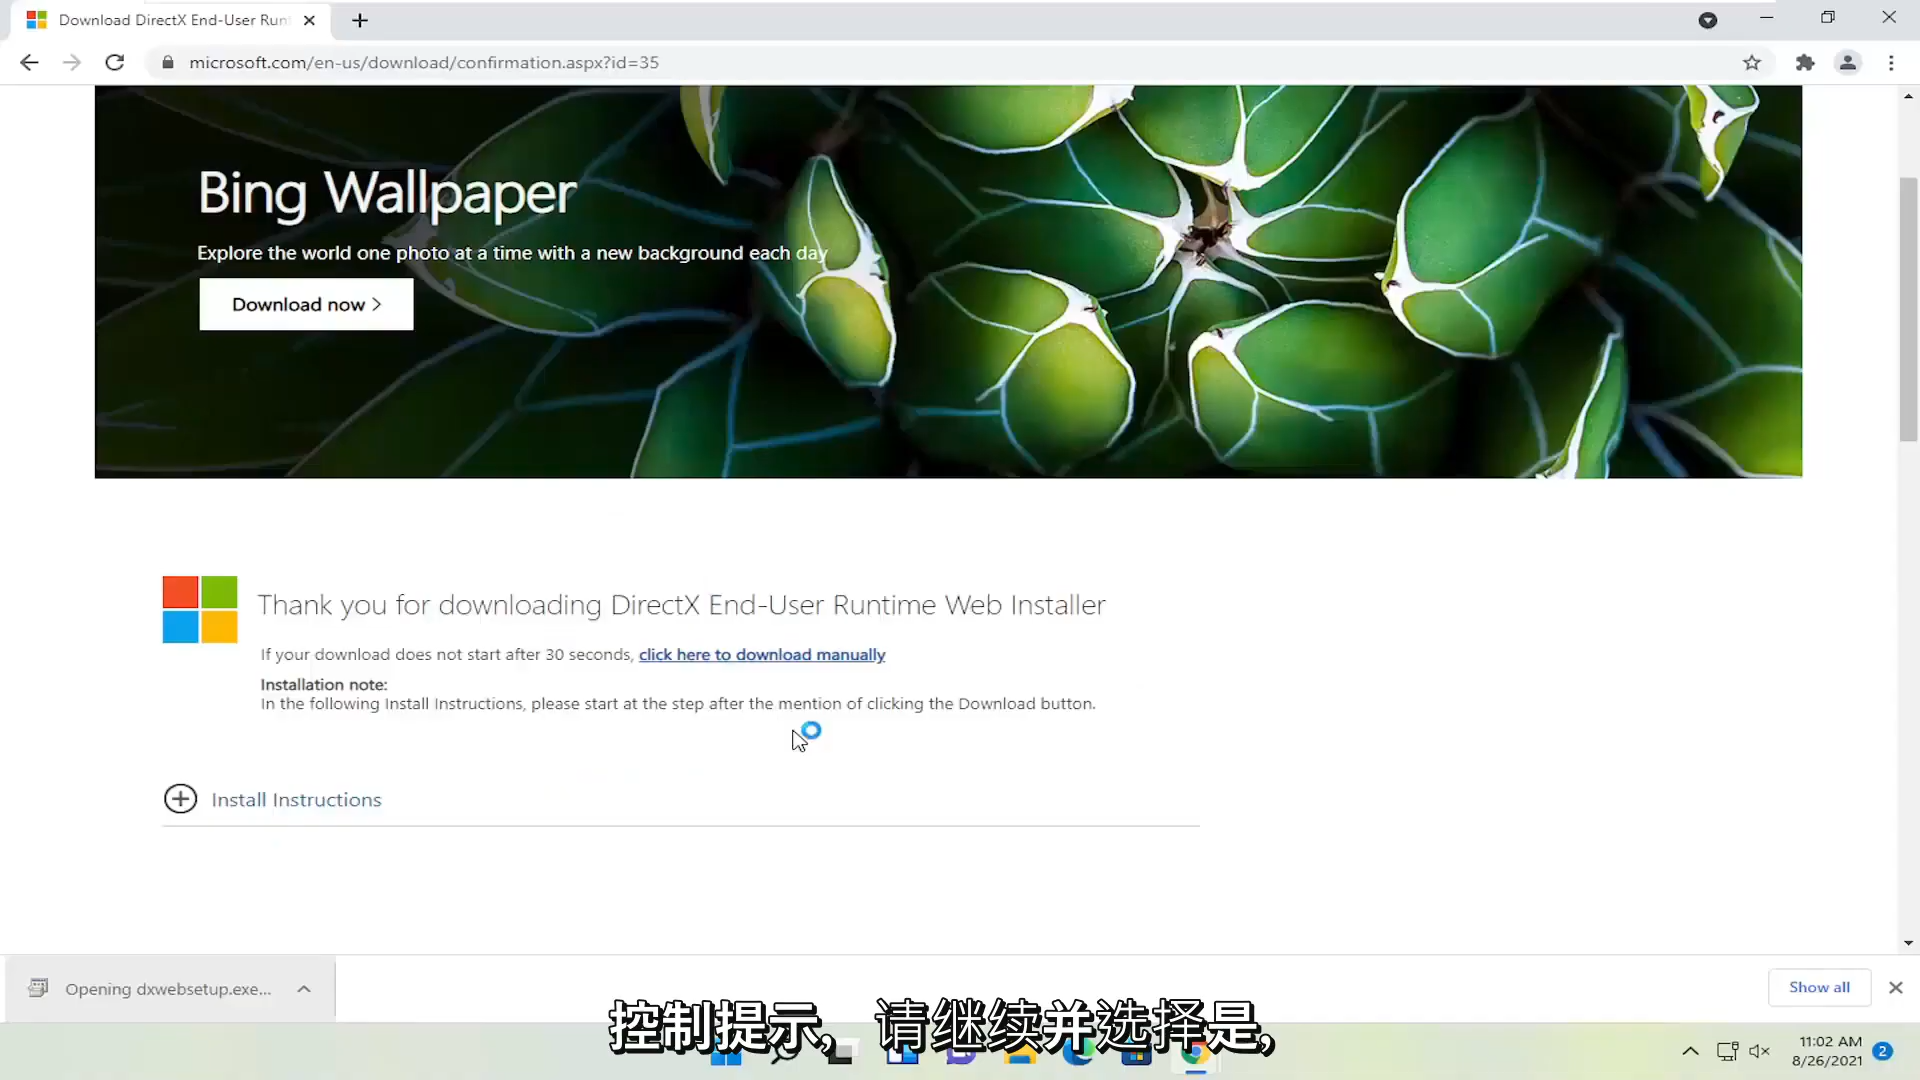 Download DirectX End-User Run
microsoft.com/en-us/download/confirmation.aspx?id=35
Bing Wallpaper
Explore the world one photo at a time with a new background each day
Download now >
Thank you for downloading DirectX End-User Runtime Web Installer
If your download does not start after 30 seconds, click here to download manually
Installation note:
In the following Install Instructions, please start at the step after the mention of clicking the Download button.
Install Instructions
Opening dxwebsetup.exe...
Show all
控制提示，请继续并选择是，
11:02 AM
8/26/2021
2